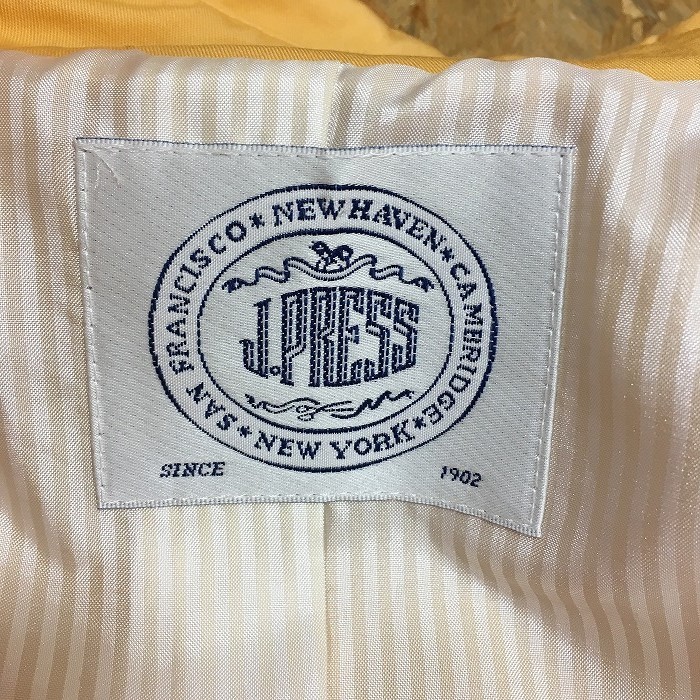 SAN FRANCISCO★NEW HAVEN★CAMBRIDGE★NEW YORK★
J.PRESS
SINCE 1902